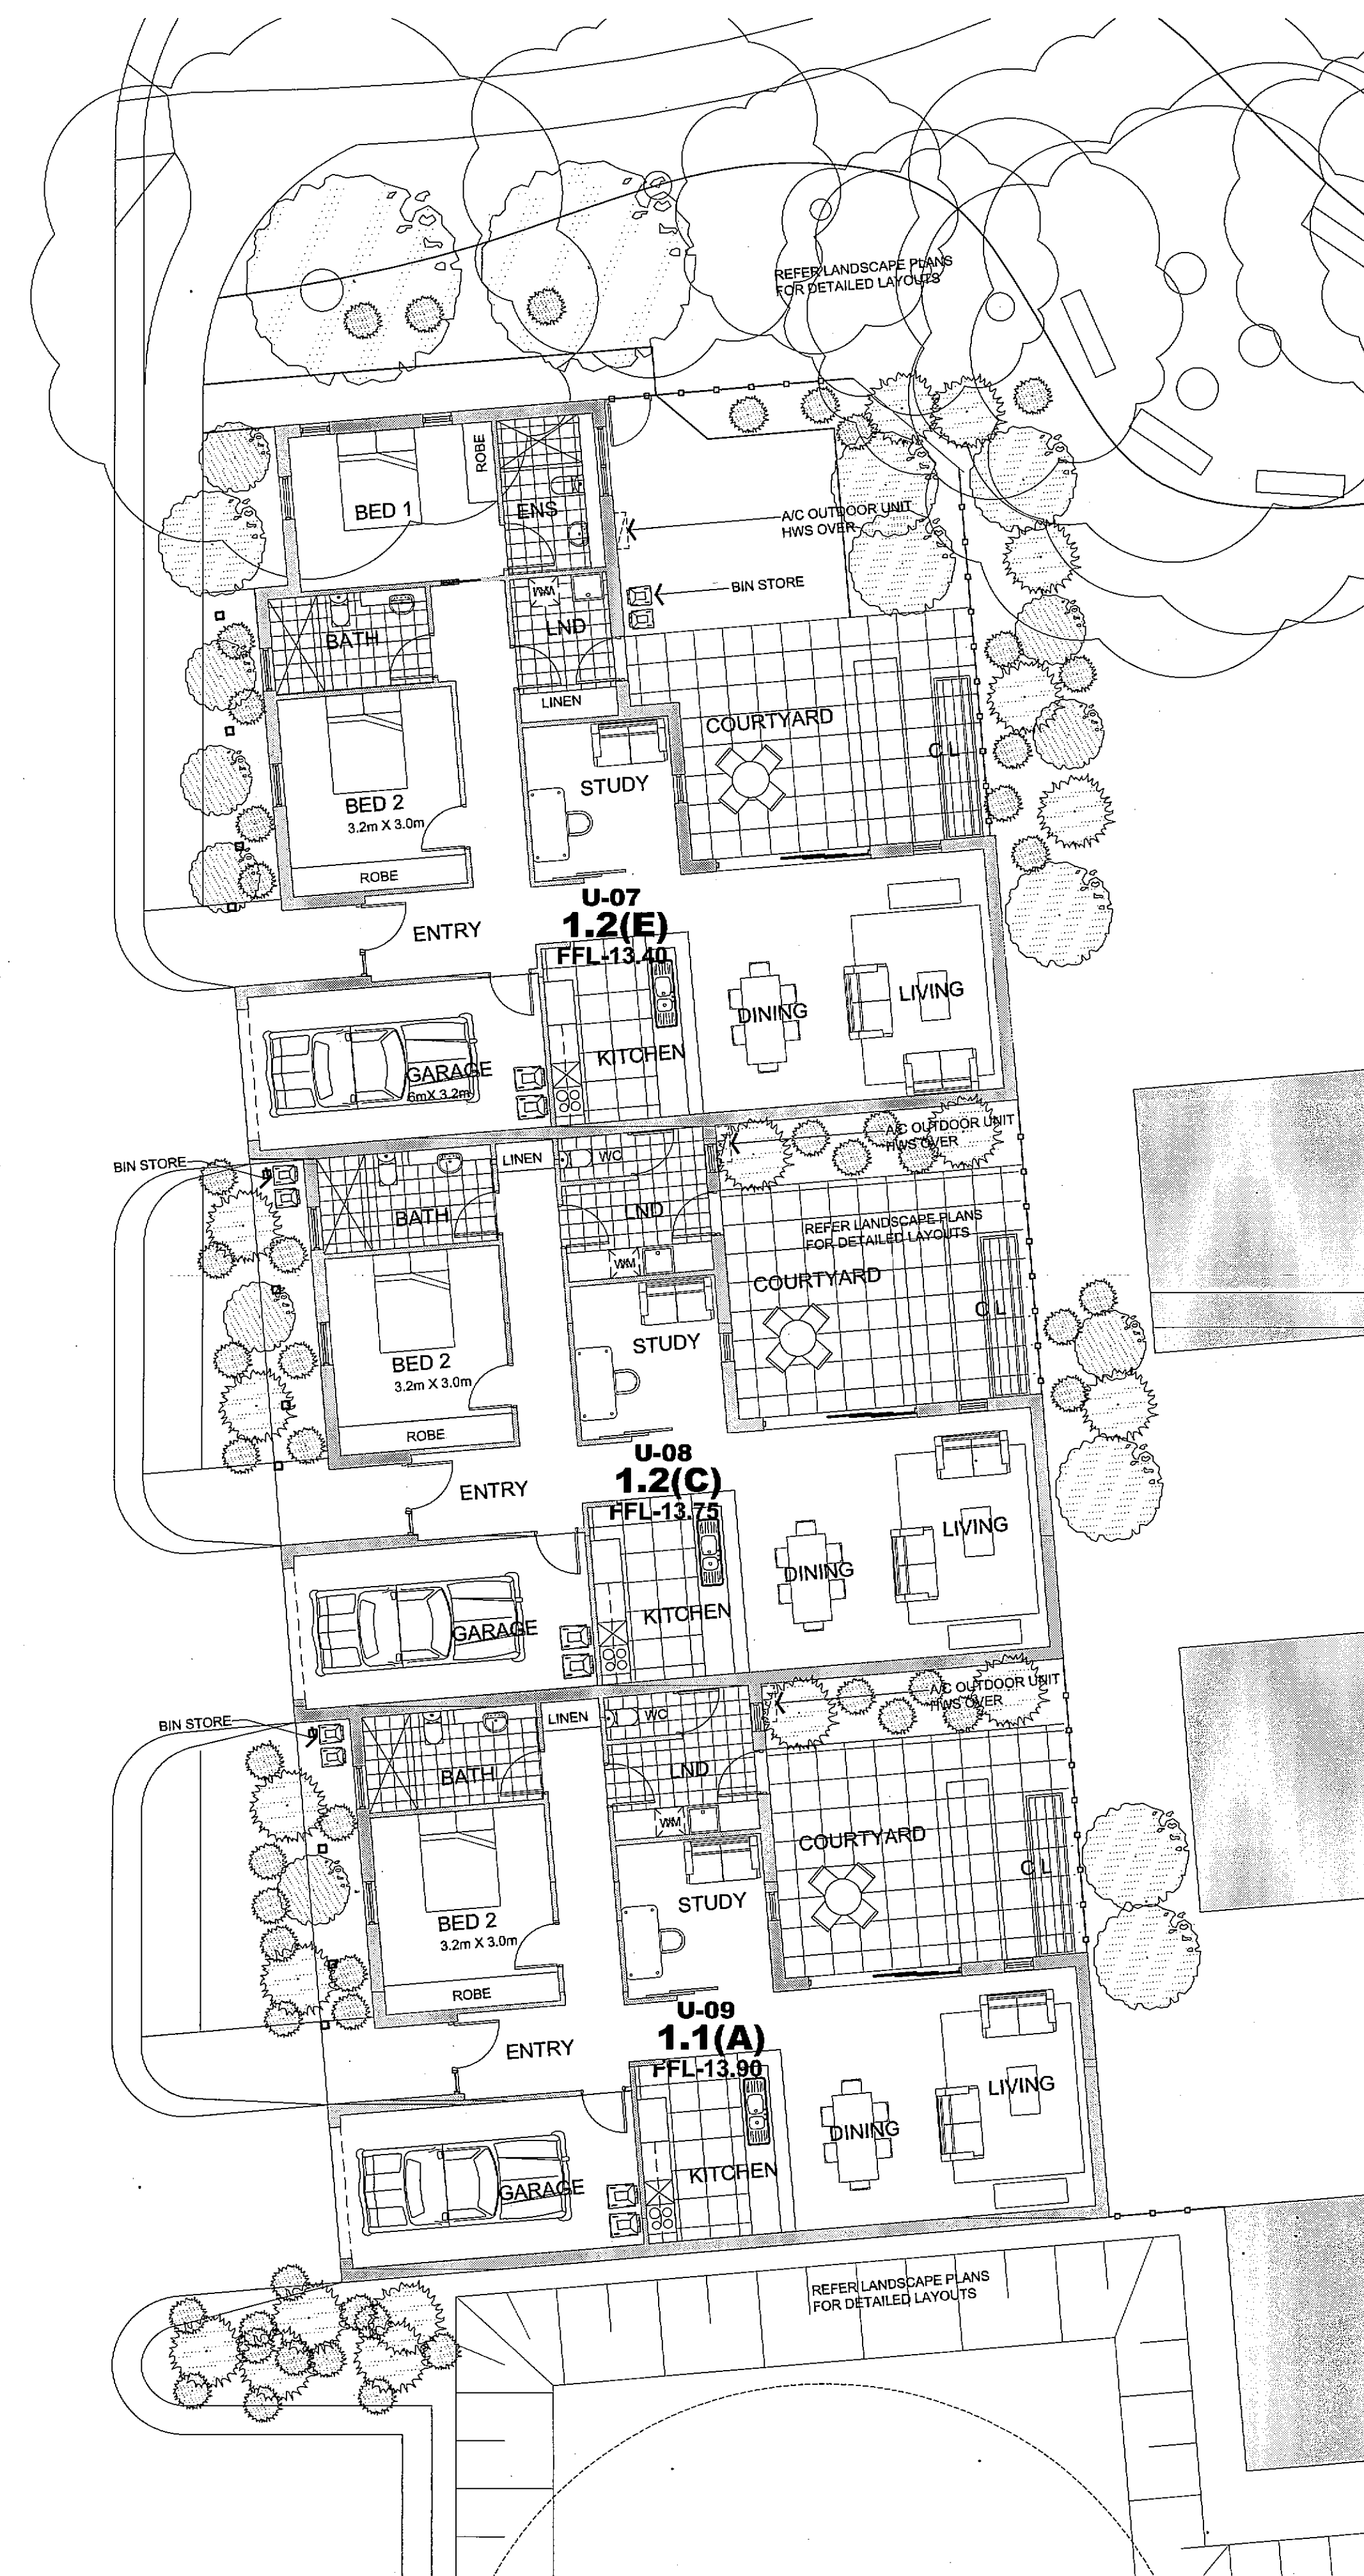 REFER LANDSCAPE PLANS
FOR DETAILED LAYOUTS
ROBE
BED 1
ENS
A/C OUTDOOR UNIT
HWS OVER
BIN STORE
WM
LND
BATH
LINEN
COURTYARD
C L
STUDY
BED 2
3.2m X 3.0m
ROBE
U-07
1.2(E)
FFL-13.40
ENTRY
LIVING
DINING
KITCHEN
GARAGE
6mX 3.2m
A/C OUTDOOR UNIT
HWS OVER
BIN STORE
LINEN
WC
BATH
LND
REFER LANDSCAPE PLANS
FOR DETAILED LAYOUTS
WM
COURTYARD
C L
STUDY
BED 2
3.2m X 3.0m
ROBE
U-08
1.2(C)
FFL-13.75
ENTRY
LIVING
DINING
KITCHEN
GARAGE
A/C OUTDOOR UNIT
HWS OVER
BIN STORE
LINEN
WC
BATH
LND
WM
COURTYARD
C L
STUDY
BED 2
3.2m X 3.0m
ROBE
U-09
1.1(A)
FFL-13.90
ENTRY
LIVING
DINING
KITCHEN
GARAGE
REFER LANDSCAPE PLANS
FOR DETAILED LAYOUTS